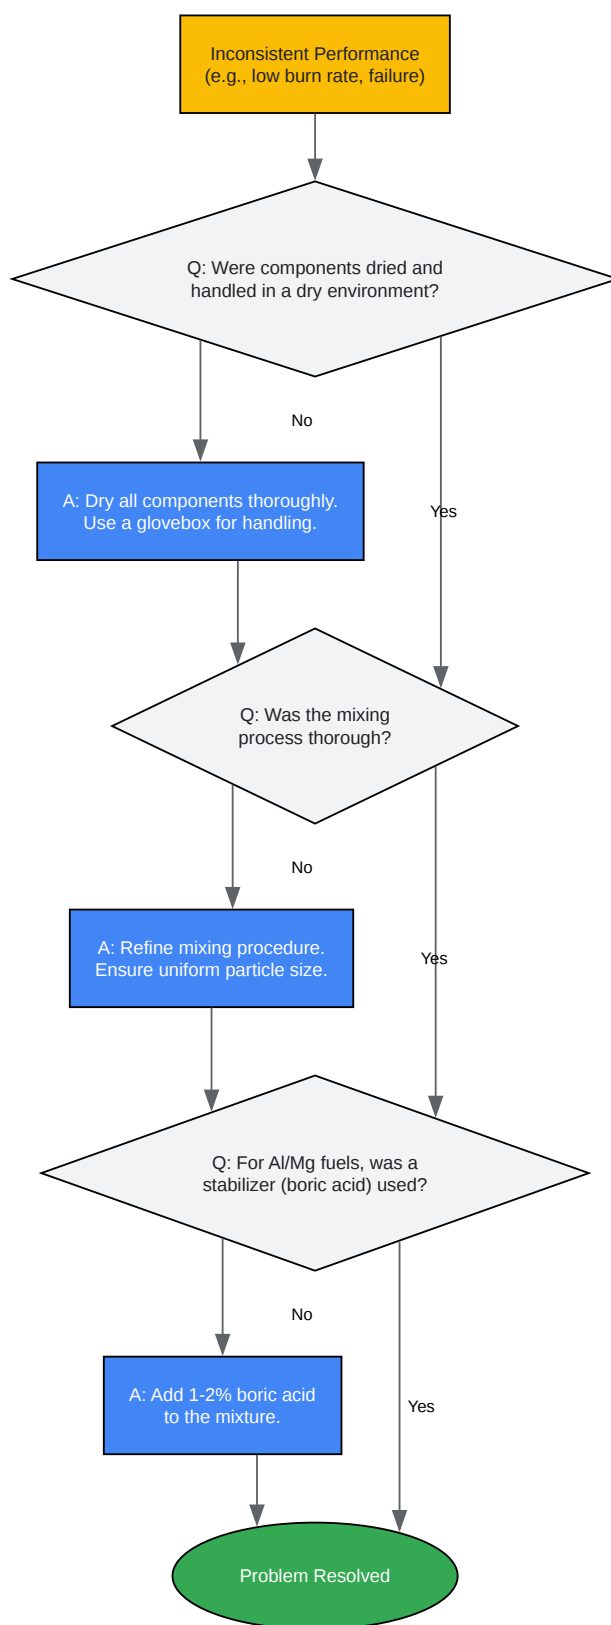 Inconsistent Performance
(e.g., low burn rate, failure)
Q: Were components dried and
handled in a dry environment?
No
Yes
A: Dry all components thoroughly.
Use a glovebox for handling.
Q: Was the mixing
process thorough?
No
Yes
A: Refine mixing procedure.
Ensure uniform particle size.
Q: For Al/Mg fuels, was a
stabilizer (boric acid) used?
No
Yes
A: Add 1-2% boric acid
to the mixture.
Problem Resolved